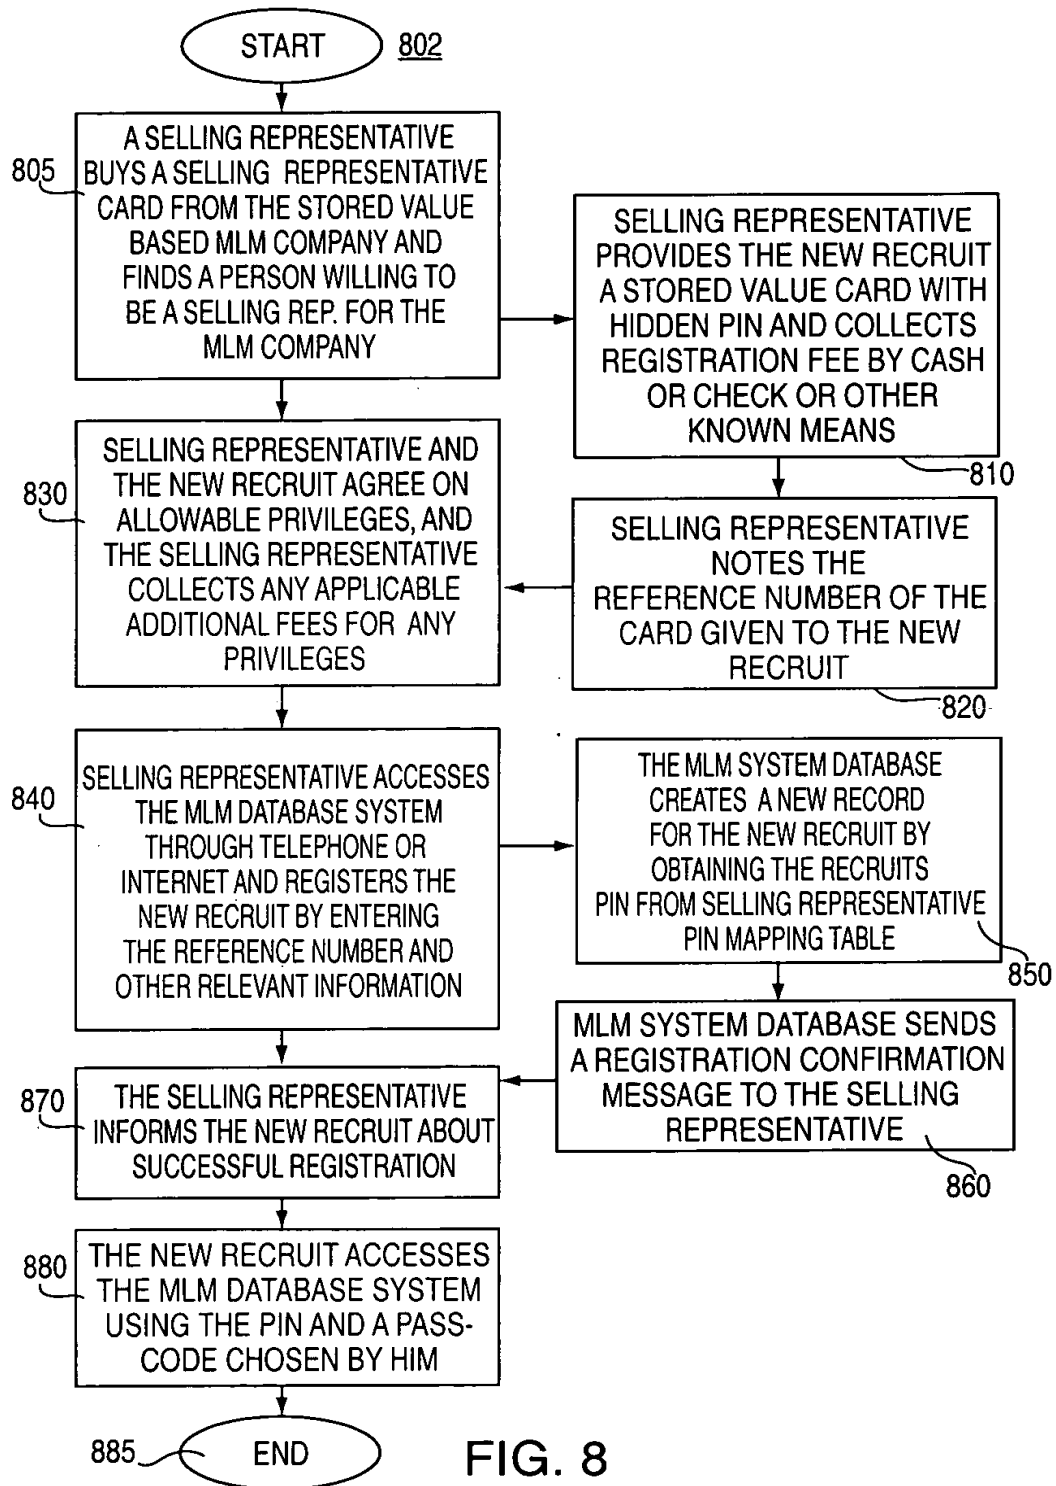 START
802
805
A SELLING REPRESENTATIVE
BUYS A SELLING REPRESENTATIVE
CARD FROM THE STORED VALUE
BASED MLM COMPANY AND
FINDS A PERSON WILLING TO
BE A SELLING REP. FOR THE
MLM COMPANY
SELLING REPRESENTATIVE
PROVIDES THE NEW RECRUIT
A STORED VALUE CARD WITH
HIDDEN PIN AND COLLECTS
REGISTRATION FEE BY CASH
OR CHECK OR OTHER
KNOWN MEANS
810
SELLING REPRESENTATIVE
NOTES THE
REFERENCE NUMBER OF THE
CARD GIVEN TO THE NEW
RECRUIT
820
830
SELLING REPRESENTATIVE AND
THE NEW RECRUIT AGREE ON
ALLOWABLE PRIVILEGES, AND
THE SELLING REPRESENTATIVE
COLLECTS ANY APPLICABLE
ADDITIONAL FEES FOR ANY
PRIVILEGES
840
SELLING REPRESENTATIVE ACCESSES
THE MLM DATABASE SYSTEM
THROUGH TELEPHONE OR
INTERNET AND REGISTERS THE
NEW RECRUIT BY ENTERING
THE REFERENCE NUMBER AND
OTHER RELEVANT INFORMATION
THE MLM SYSTEM DATABASE
CREATES A NEW RECORD
FOR THE NEW RECRUIT BY
OBTAINING THE RECRUITS
PIN FROM SELLING REPRESENTATIVE
PIN MAPPING TABLE
850
MLM SYSTEM DATABASE SENDS
A REGISTRATION CONFIRMATION
MESSAGE TO THE SELLING
REPRESENTATIVE
860
870
THE SELLING REPRESENTATIVE
INFORMS THE NEW RECRUIT ABOUT
SUCCESSFUL REGISTRATION
880
THE NEW RECRUIT ACCESSES
THE MLM DATABASE SYSTEM
USING THE PIN AND A PASS-
CODE CHOSEN BY HIM
885
END
FIG. 8